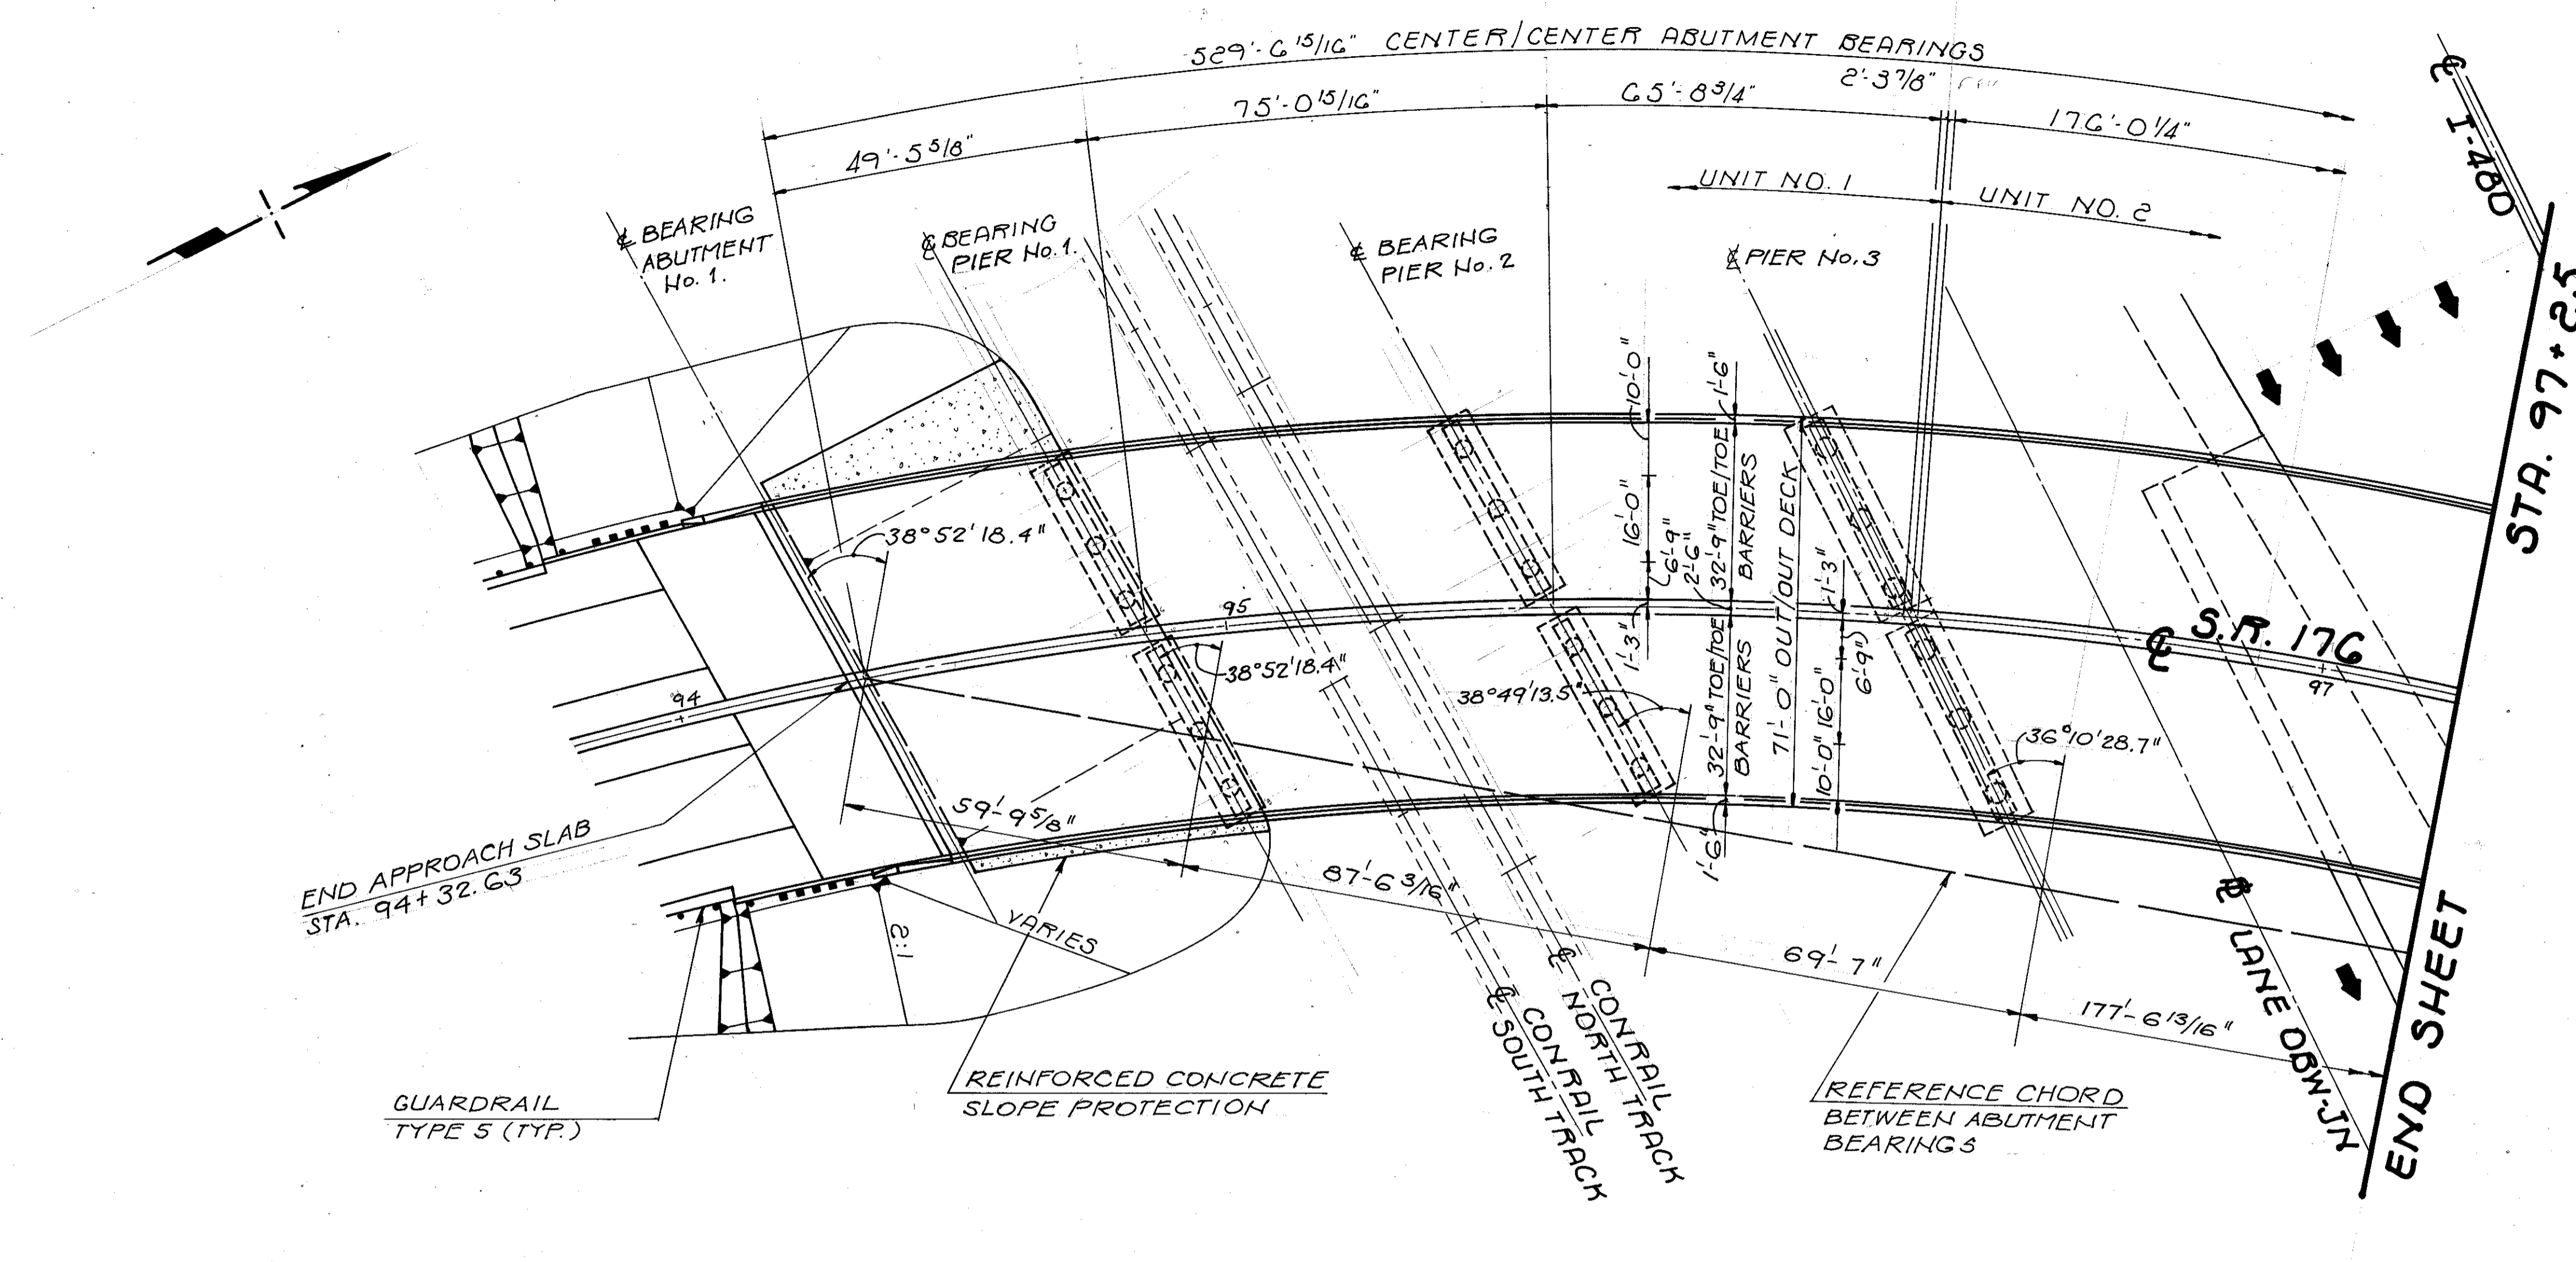 529'-6 15/16" CENTER/CENTER ABUTMENT BEARINGS
49'-5 5/8"
75'-0 15/16"
65'-8 3/4"
2'-3 7/8"
176'-0 1/4"
℄ I-480
UNIT NO. 1
UNIT NO. 2
℄ BEARING
ABUTMENT
No. 1.
℄ BEARING
PIER No. 1.
℄ BEARING
PIER No. 2
℄ PIER No. 3
STA. 97+25
END SHEET
10'-0"
16'-0"
6'-9"
1'-3"
2'-6"
1'-6"
32'-9" TOE/TOE
BARRIERS
32'-9" TOE/TOE
BARRIERS
1'-6"
71'-0" OUT/OUT DECK
1'-3"
6'-9"
16'-0"
10'-0"
38°52'18.4"
38°52'18.4"
38°49'13.5"
36°10'28.7"
94
95
97
℄ S.R. 176
59'-9 5/8"
87'-6 3/16"
69'-7"
177'-6 13/16"
END APPROACH SLAB
STA. 94+32.63
2:1
VARIES
GUARDRAIL
TYPE 5 (TYP.)
REINFORCED CONCRETE
SLOPE PROTECTION
℄ CONRAIL
SOUTH TRACK
℄ CONRAIL
NORTH TRACK
REFERENCE CHORD
BETWEEN ABUTMENT
BEARINGS
LANE OBW-JN